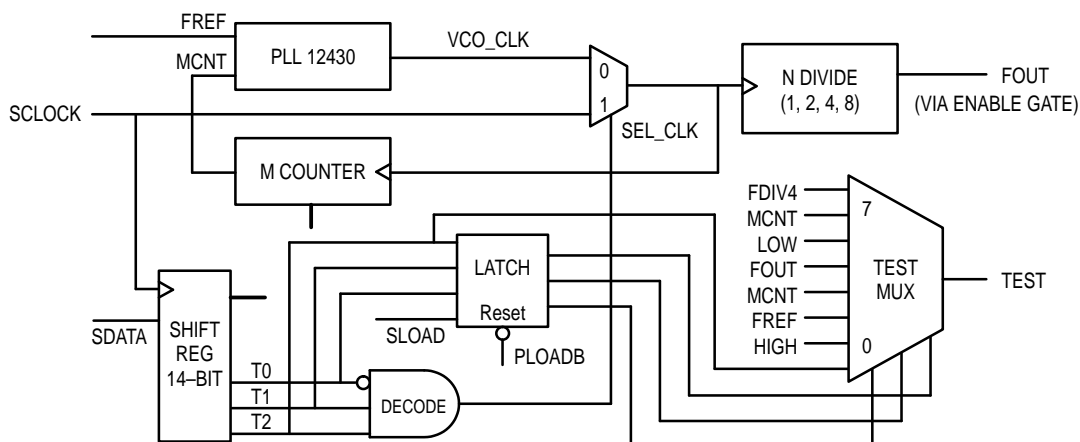 FREF
MCNT
PLL 12430
VCO_CLK
0
1
SEL_CLK
N DIVIDE
(1, 2, 4, 8)
FOUT
(VIA ENABLE GATE)
SCLOCK
M COUNTER
FDIV4
MCNT
LOW
FOUT
MCNT
FREF
HIGH
7
TEST
MUX
0
TEST
LATCH
Reset
SLOAD
PLOADB
SDATA
SHIFT
REG
14–BIT
T0
T1
T2
DECODE